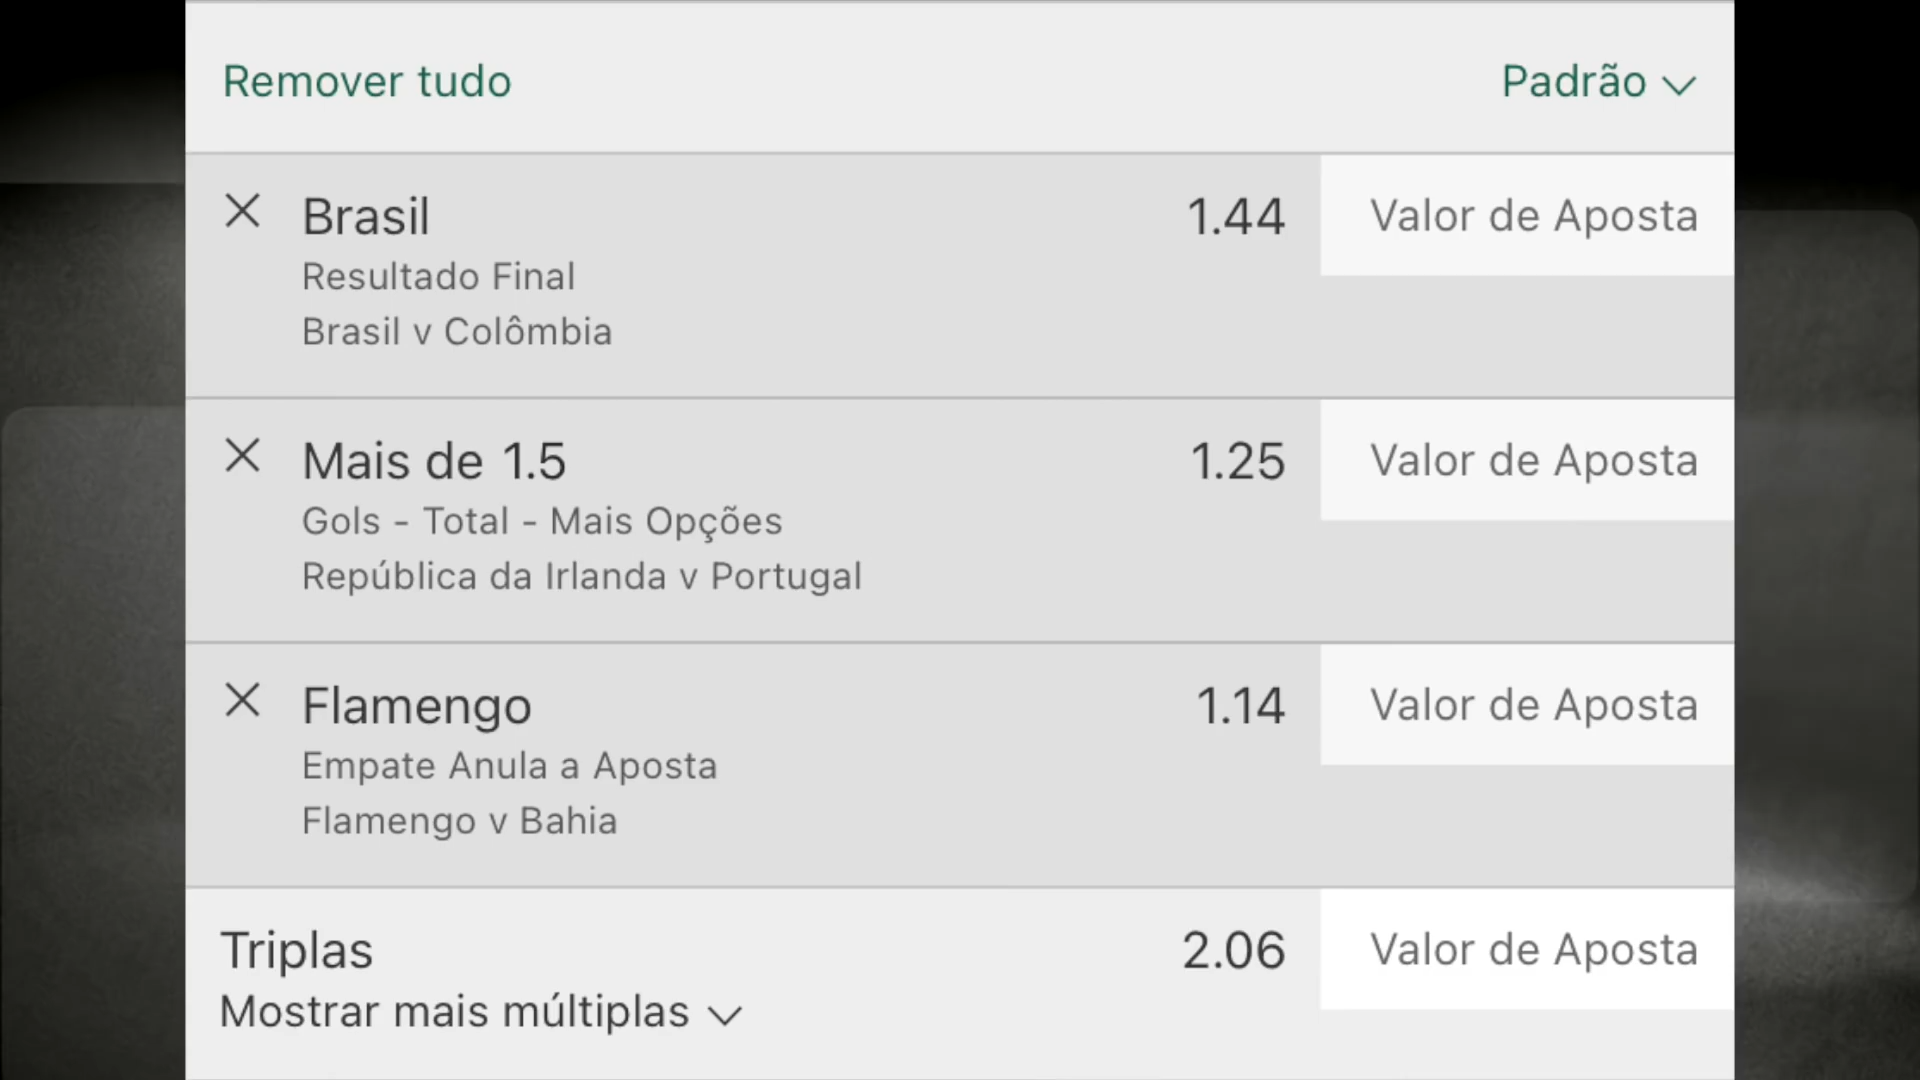 Remover tudo
Padrão
Brasil
1.44
Valor de Aposta
Resultado Final
Brasil v Colômbia
Mais de 1.5
1.25
Valor de Aposta
Gols - Total - Mais Opções
República da Irlanda v Portugal
Flamengo
1.14
Valor de Aposta
Empate Anula a Aposta
Flamengo v Bahia
Triplas
2.06
Valor de Aposta
Mostrar mais múltiplas